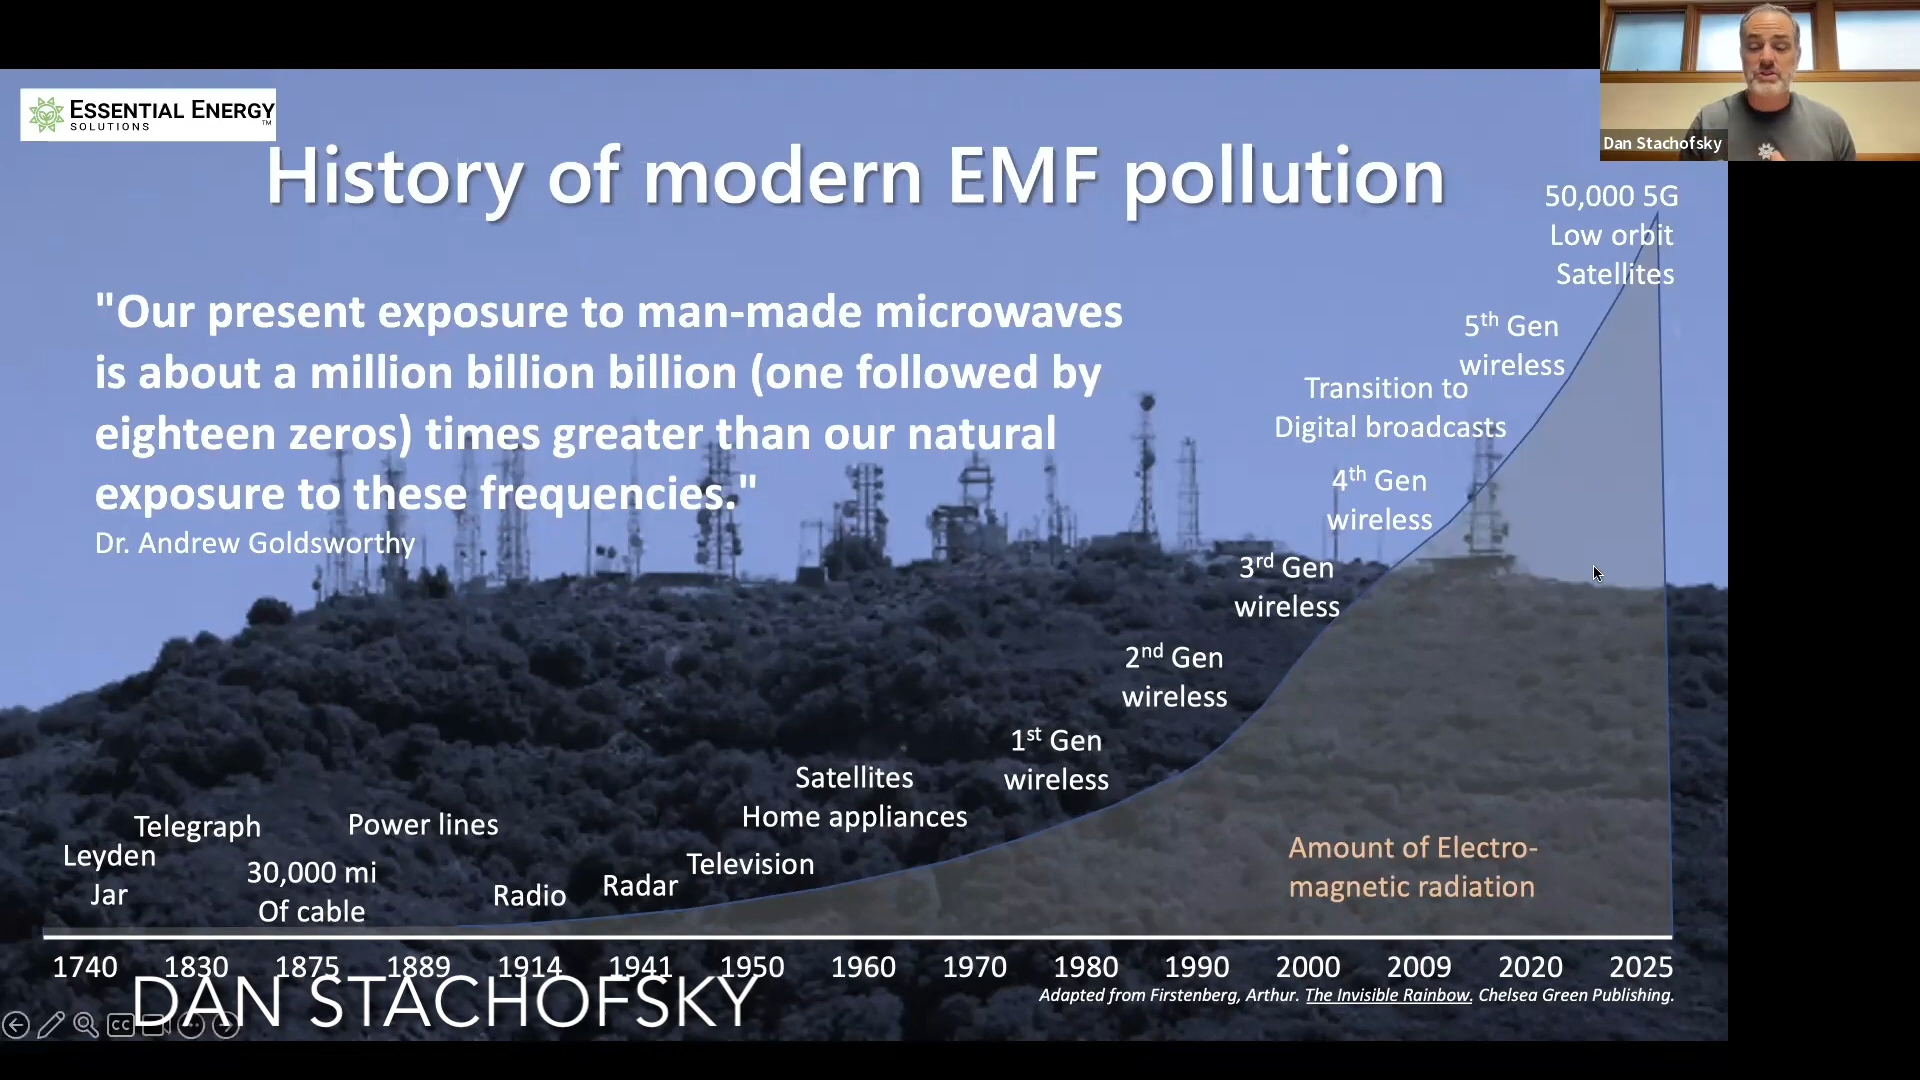 ESSENTIAL ENERGY
TM
SOLUTIONS
Dan Stachofsky
History of modern EMF pollution
50,000 5G
Low orbit
Satellites
"Our present exposure to man-made microwaves
is about a million billion billion (one followed by
eighteen zeros) times greater than our natural
exposure to these frequencies."
Dr. Andrew Goldsworthy
5th Gen
wireless
Transition to
Digital broadcasts
4th Gen
wireless
3rd Gen
wireless
2nd Gen
wireless
1st Gen
wireless
Satellites
Home appliances
Television
Radar
Radio
Power lines
Telegraph
30,000 mi
Of cable
Leyden
Jar
Amount of Electro-
magnetic radiation
1740 1830 1875 1889 1914 1941 1950 1960 1970 1980 1990 2000 2009 2020 2025
Adapted from Firstenberg, Arthur. The Invisible Rainbow. Chelsea Green Publishing.
DAN STACHOFSKY
CC